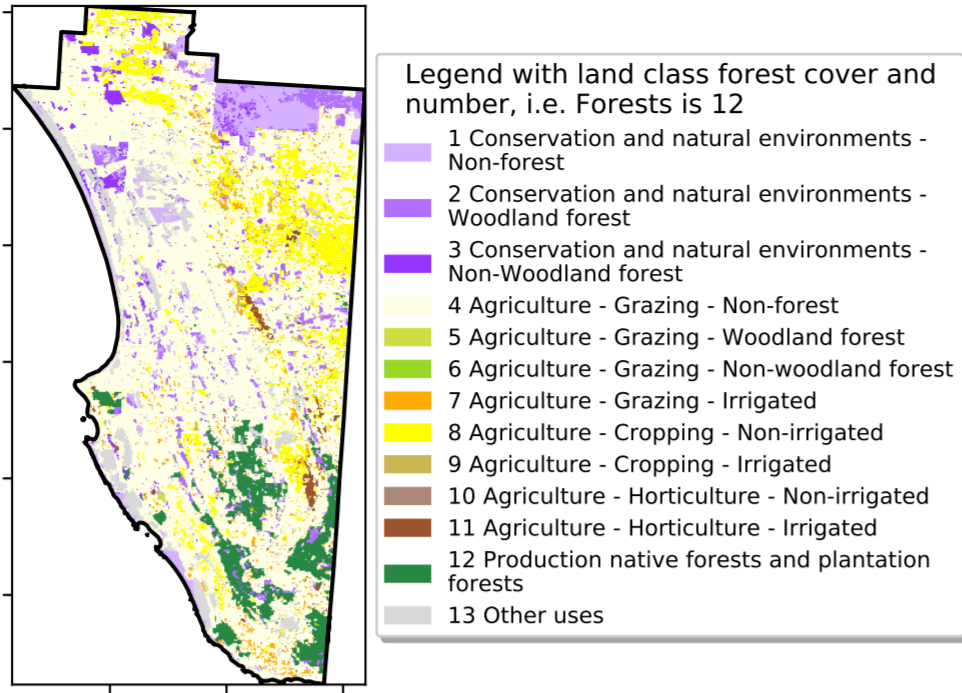 Legend with land class forest cover and
number, i.e. Forests is 12
1 Conservation and natural environments -
Non-forest
2 Conservation and natural environments -
Woodland forest
3 Conservation and natural environments -
Non-Woodland forest
4 Agriculture - Grazing - Non-forest
5 Agriculture - Grazing - Woodland forest
6 Agriculture - Grazing - Non-woodland forest
7 Agriculture - Grazing - Irrigated
8 Agriculture - Cropping - Non-irrigated
9 Agriculture - Cropping - Irrigated
10 Agriculture - Horticulture - Non-irrigated
11 Agriculture - Horticulture - Irrigated
12 Production native forests and plantation
forests
13 Other uses